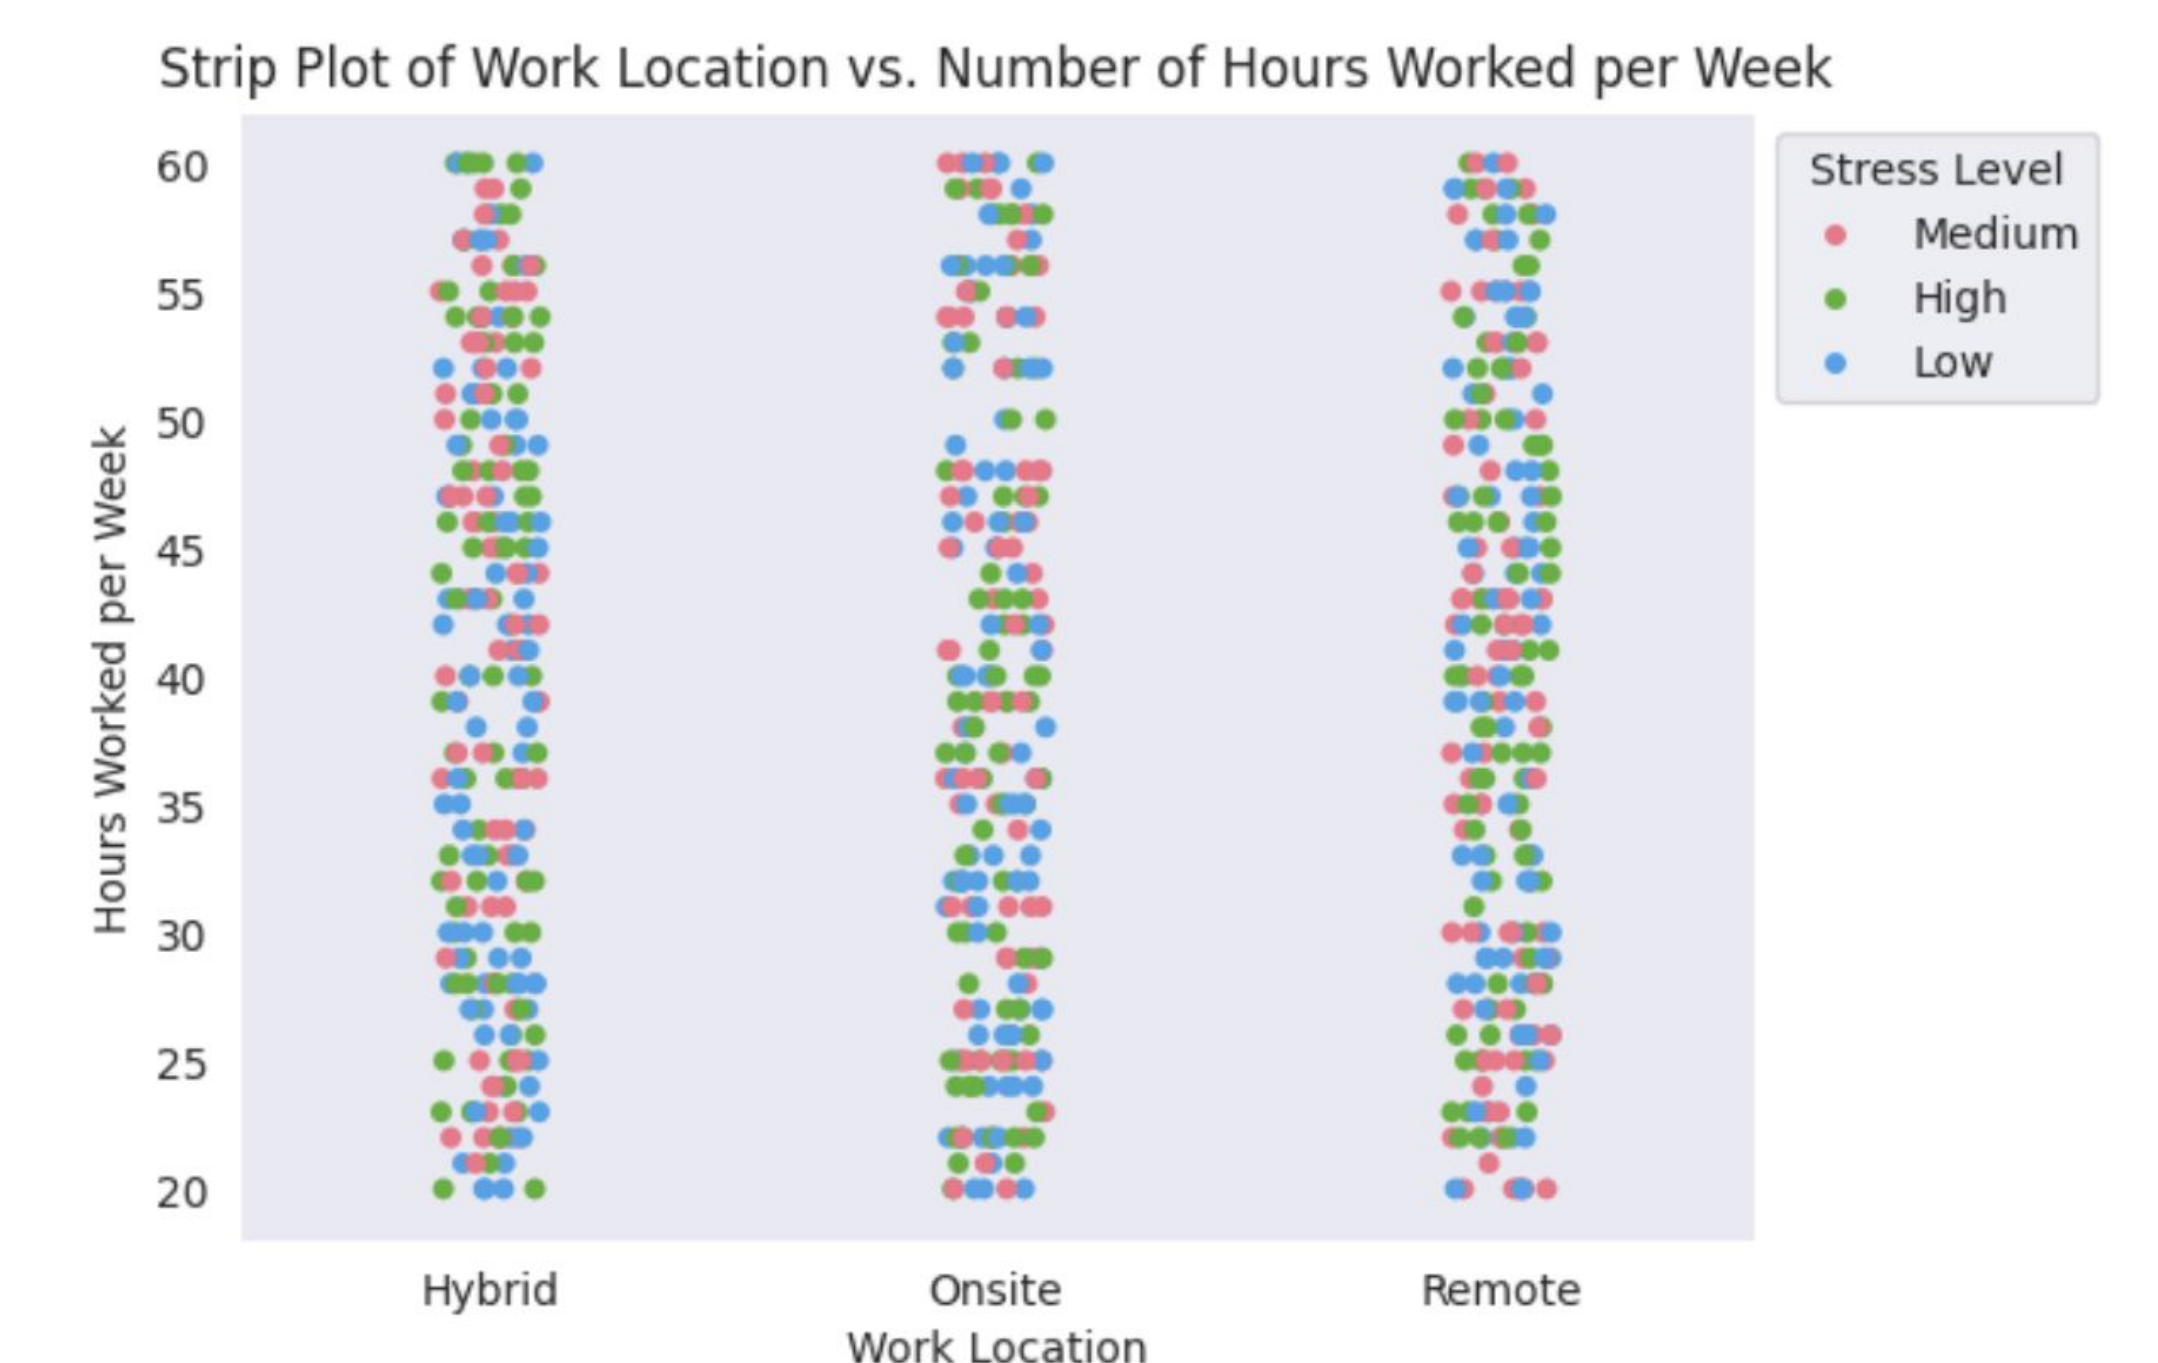 Strip Plot of Work Location vs. Number of Hours Worked per Week
Stress Level
Medium
High
Low
Hours Worked per Week
60
55
50
45
40
35
30
25
20
Hybrid
Onsite
Remote
Work Location